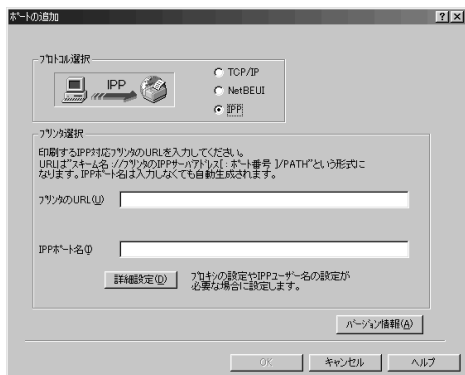 ポートの追加
プロトコル選択
IPP
TCP/IP
NetBEUI
IPP
プリンタ選択
印刷するIPP対応プリンタのURLを入力してください。
URLは"スキーム名://プリンタのIPPサーバアドレス[:ポート番号]/PATH"という形式に
なります。IPPポート名は入力しなくても自動生成されます。
プリンタのURL(U)
IPPポート名(I)
詳細設定(D)
プロキシの設定やIPPユーザー名の設定が
必要な場合に設定します。
バージョン情報(A)
OK
キャンセル
ヘルプ